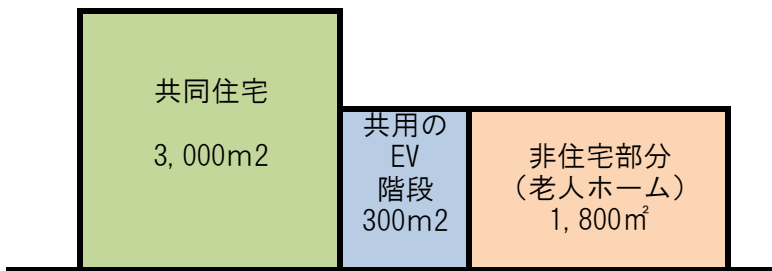 共同住宅
3,000m2
共用の
EV
階段
300m2
非住宅部分
(老人ホーム)
1,800㎡